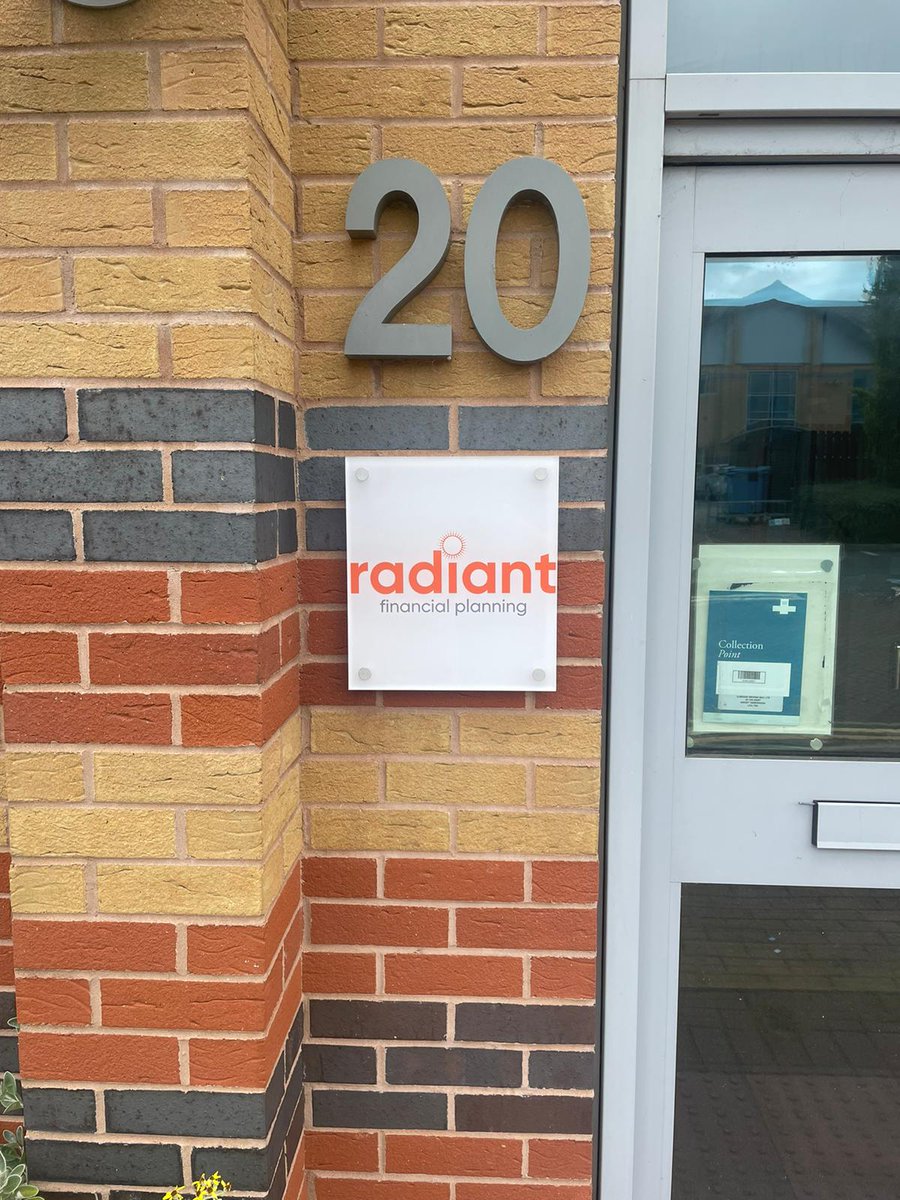 20
radiant
financial planning
Collection
Point